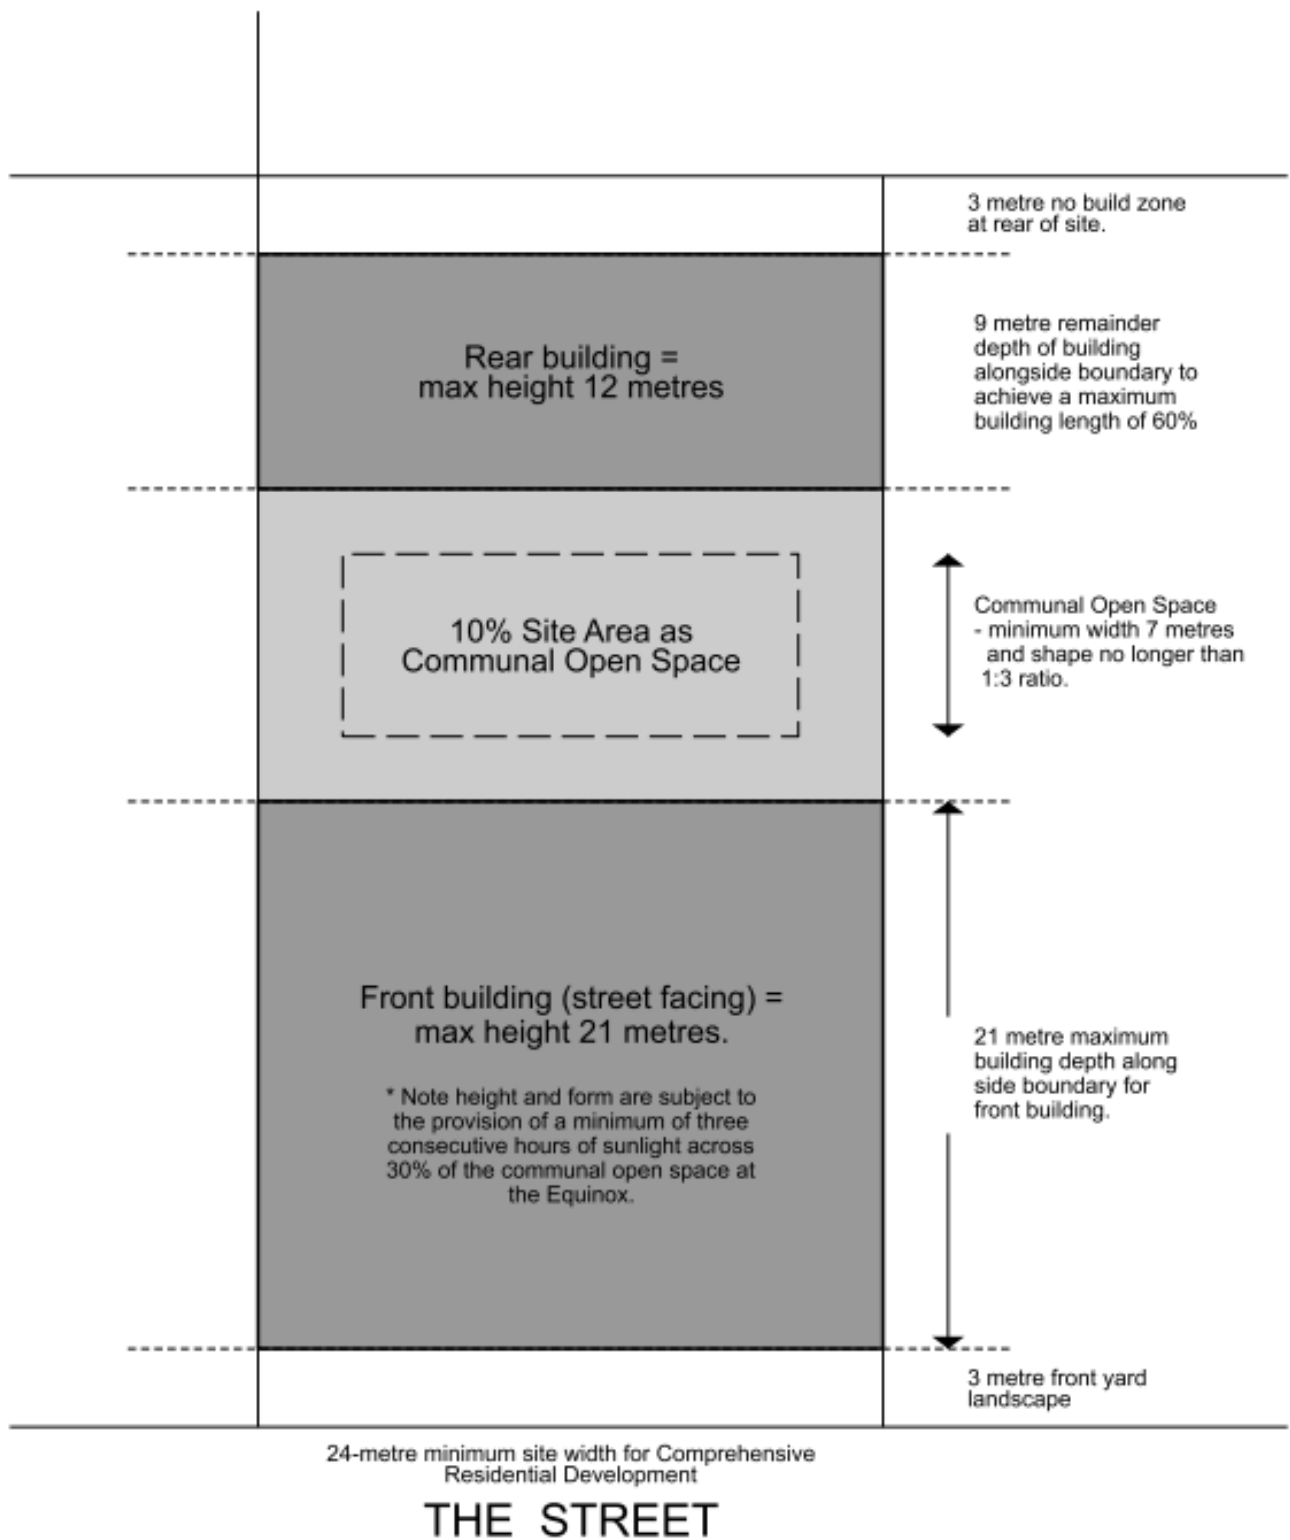 3 metre no build zone
at rear of site.
Rear building =
max height 12 metres
9 metre remainder
depth of building
alongside boundary to
achieve a maximum
building length of 60%
10% Site Area as
Communal Open Space
Communal Open Space
- minimum width 7 metres
and shape no longer than
1:3 ratio.
Front building (street facing) =
max height 21 metres.
* Note height and form are subject to
the provision of a minimum of three
consecutive hours of sunlight across
30% of the communal open space at
the Equinox.
21 metre maximum
building depth along
side boundary for
front building.
3 metre front yard
landscape
24-metre minimum site width for Comprehensive
Residential Development
THE STREET